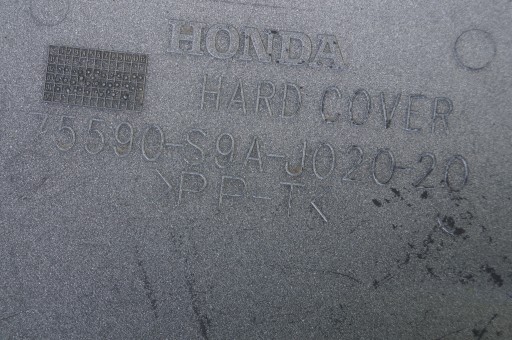 HONDA
HARD COVER
75590-S9A-J020-20
>PP-T<